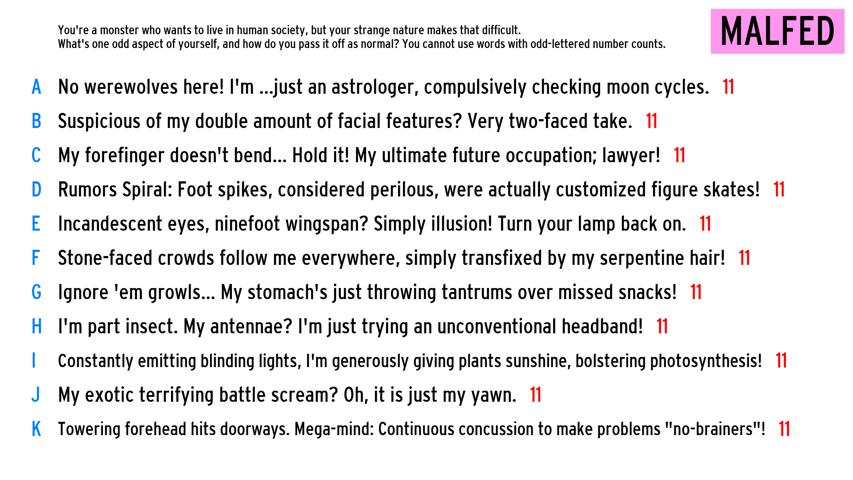 You're a monster who wants to live in human society, but your strange nature makes that difficult.
What's one odd aspect of yourself, and how do you pass it off as normal? You cannot use words with odd-lettered number counts.
MALFED
A No werewolves here! I'm ...just an astrologer, compulsively checking moon cycles. 11
B Suspicious of my double amount of facial features? Very two-faced take. 11
C My forefinger doesn't bend... Hold it! My ultimate future occupation; lawyer! 11
D Rumors Spiral: Foot spikes, considered perilous, were actually customized figure skates! 11
E Incandescent eyes, ninefoot wingspan? Simply illusion! Turn your lamp back on. 11
F Stone-faced crowds follow me everywhere, simply transfixed by my serpentine hair! 11
G Ignore 'em growls... My stomach's just throwing tantrums over missed snacks! 11
H I'm part insect. My antennae? I'm just trying an unconventional headband! 11
I Constantly emitting blinding lights, I'm generously giving plants sunshine, bolstering photosynthesis! 11
J My exotic terrifying battle scream? Oh, it is just my yawn. 11
K Towering forehead hits doorways. Mega-mind: Continuous concussion to make problems "no-brainers"! 11